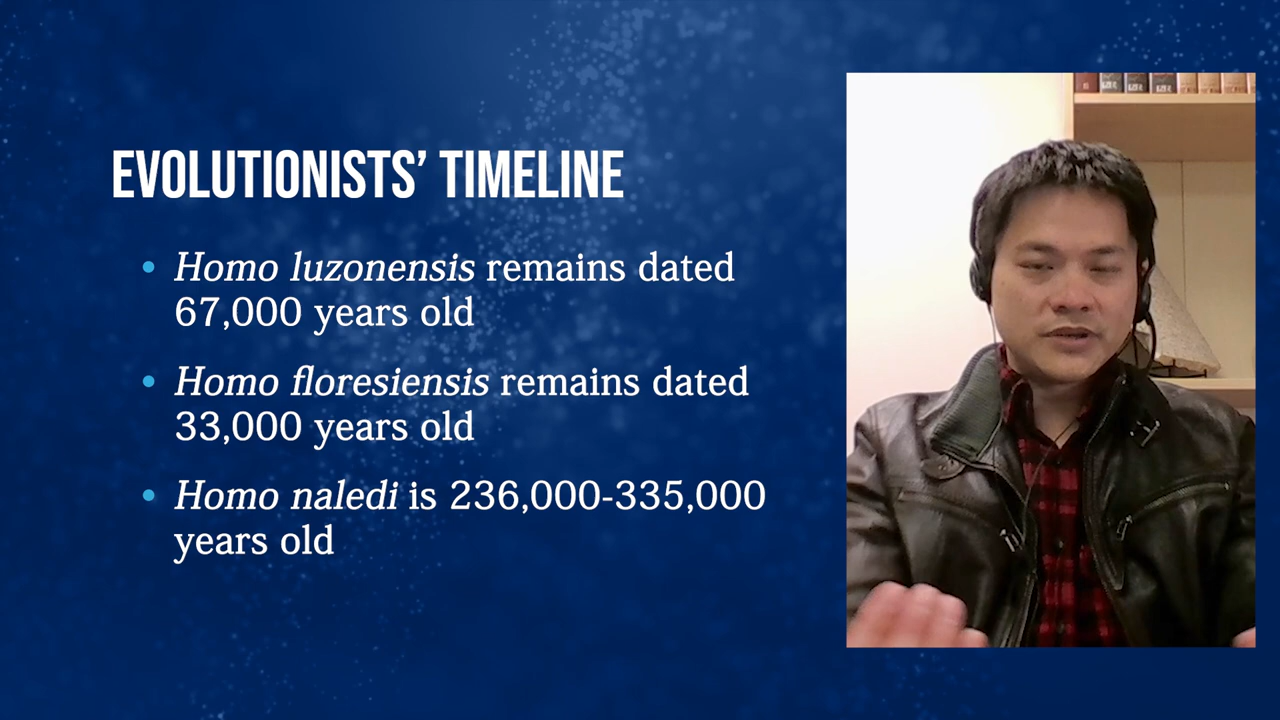 EVOLUTIONISTS’ TIMELINE
• Homo luzonensis remains dated
67,000 years old
• Homo floresiensis remains dated
33,000 years old
• Homo naledi is 236,000-335,000
years old